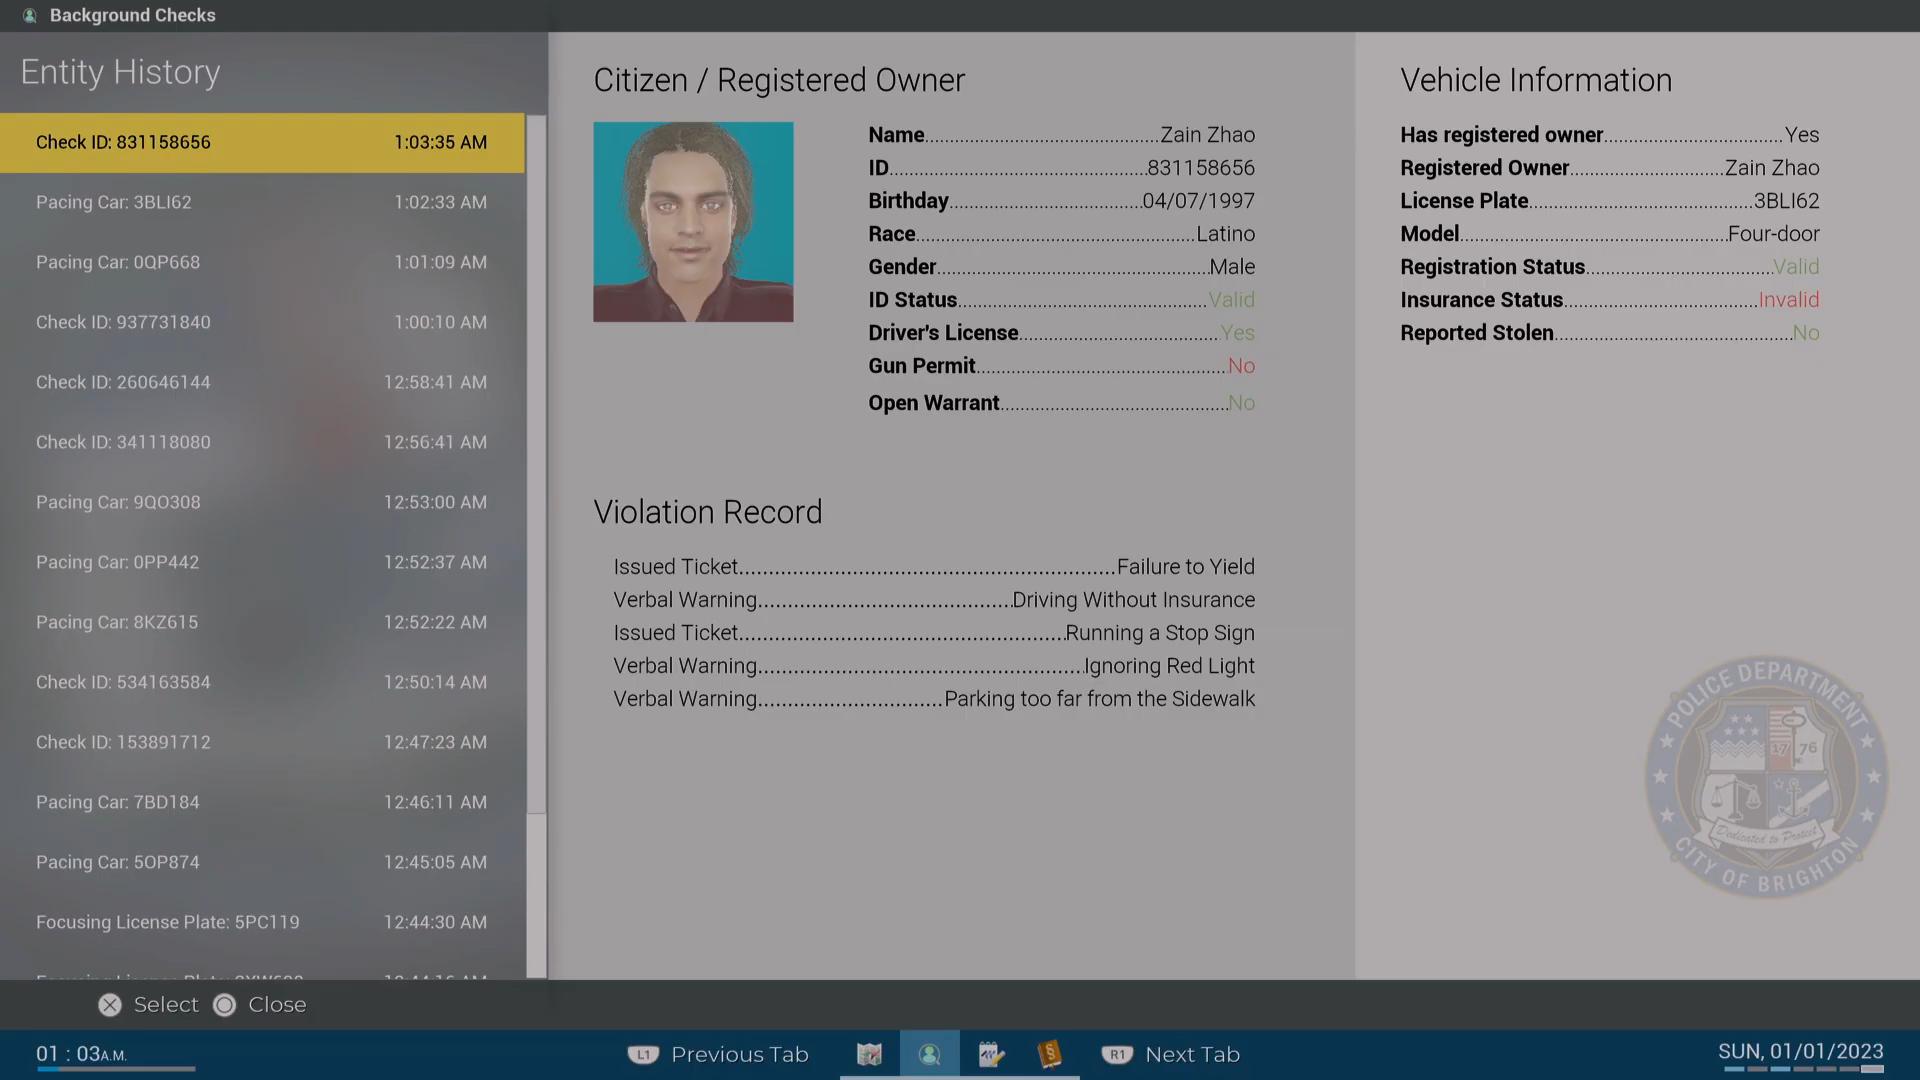 Background Checks
Entity History
Check ID: 831158656 1:03:35 AM
Pacing Car: 3BLI62 1:02:33 AM
Pacing Car: 0QP668 1:01:09 AM
Check ID: 937731840 1:00:10 AM
Check ID: 260646144 12:58:41 AM
Check ID: 341118080 12:56:41 AM
Pacing Car: 9QO308 12:53:00 AM
Pacing Car: 0PP442 12:52:37 AM
Pacing Car: 8KZ615 12:52:22 AM
Check ID: 534163584 12:50:14 AM
Check ID: 153891712 12:47:23 AM
Pacing Car: 7BD184 12:46:11 AM
Pacing Car: 5OP874 12:45:05 AM
Focusing License Plate: 5PC119 12:44:30 AM
Citizen / Registered Owner
Name Zain Zhao
ID 831158656
Birthday 04/07/1997
Race Latino
Gender Male
ID Status Valid
Driver's License Yes
Gun Permit No
Open Warrant No
Violation Record
Issued Ticket Failure to Yield
Verbal Warning Driving Without Insurance
Issued Ticket Running a Stop Sign
Verbal Warning Ignoring Red Light
Verbal Warning Parking too far from the Sidewalk
Vehicle Information
Has registered owner Yes
Registered Owner Zain Zhao
License Plate 3BLI62
Model Four-door
Registration Status Valid
Insurance Status Invalid
Reported Stolen No
POLICE DEPARTMENT
17 76
Dedicated to Protect
CITY OF BRIGHTON
Select Close
01 : 03 A.M.
L1 Previous Tab
R1 Next Tab
SUN, 01/01/2023